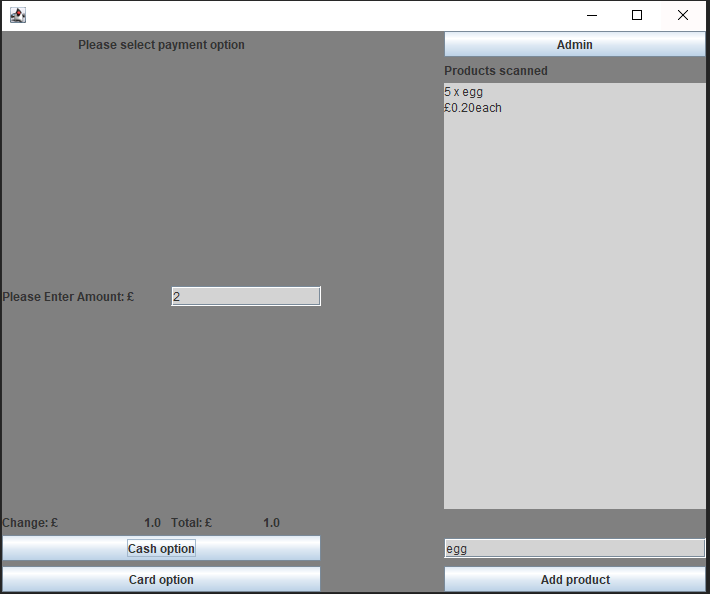 Please select payment option
Admin
Products scanned
5 x egg
£0.20each
Please Enter Amount: £ 2
Change: £ 1.0 Total: £ 1.0
Cash option
egg
Card option
Add product